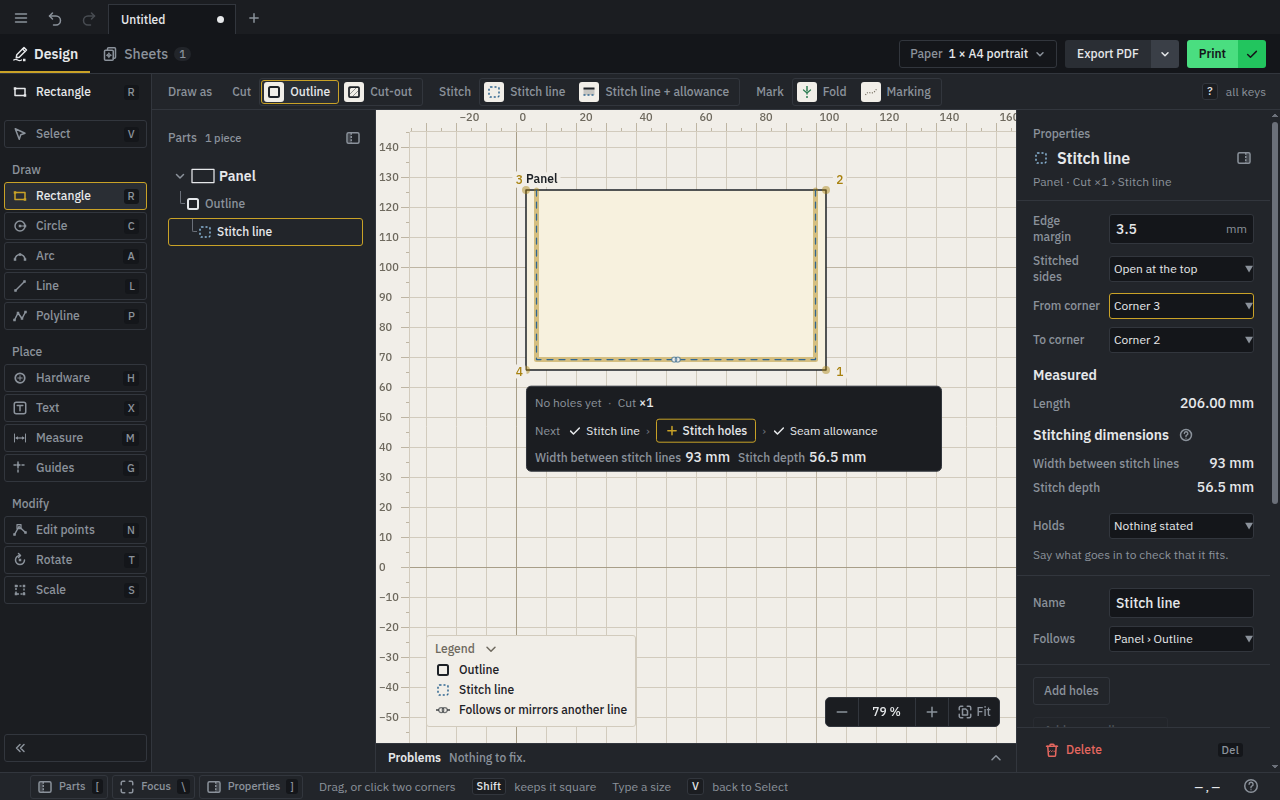 Untitled
Design
Sheets 1
Paper 1 × A4 portrait
Export PDF
Print
Rectangle R
Draw as
Cut
Outline
Cut-out
Stitch
Stitch line
Stitch line + allowance
Mark
Fold
Marking
? all keys
Select V
Draw
Rectangle R
Circle C
Arc A
Line L
Polyline P
Place
Hardware H
Text X
Measure M
Guides G
Modify
Edit points N
Rotate T
Scale S
Parts 1 piece
Panel
Outline
Stitch line
−20 0 20 40 60 80 100 120 140 160
140
130
120
110
100
90
80
70
60
50
40
30
20
10
0
−10
−20
−30
−40
−50
3 Panel 2
4 1
No holes yet · Cut ×1
Next Stitch line › + Stitch holes › Seam allowance
Width between stitch lines 93 mm Stitch depth 56.5 mm
Legend
Outline
Stitch line
Follows or mirrors another line
79 %
Fit
Problems Nothing to fix.
Properties
Stitch line
Panel · Cut ×1 › Stitch line
Edge margin 3.5 mm
Stitched sides Open at the top
From corner Corner 3
To corner Corner 2
Measured
Length 206.00 mm
Stitching dimensions
Width between stitch lines 93 mm
Stitch depth 56.5 mm
Holds Nothing stated
Say what goes in to check that it fits.
Name Stitch line
Follows Panel › Outline
Add holes
Delete Del
Parts [
Focus \
Properties ]
Drag, or click two corners Shift keeps it square Type a size V back to Select
–,–